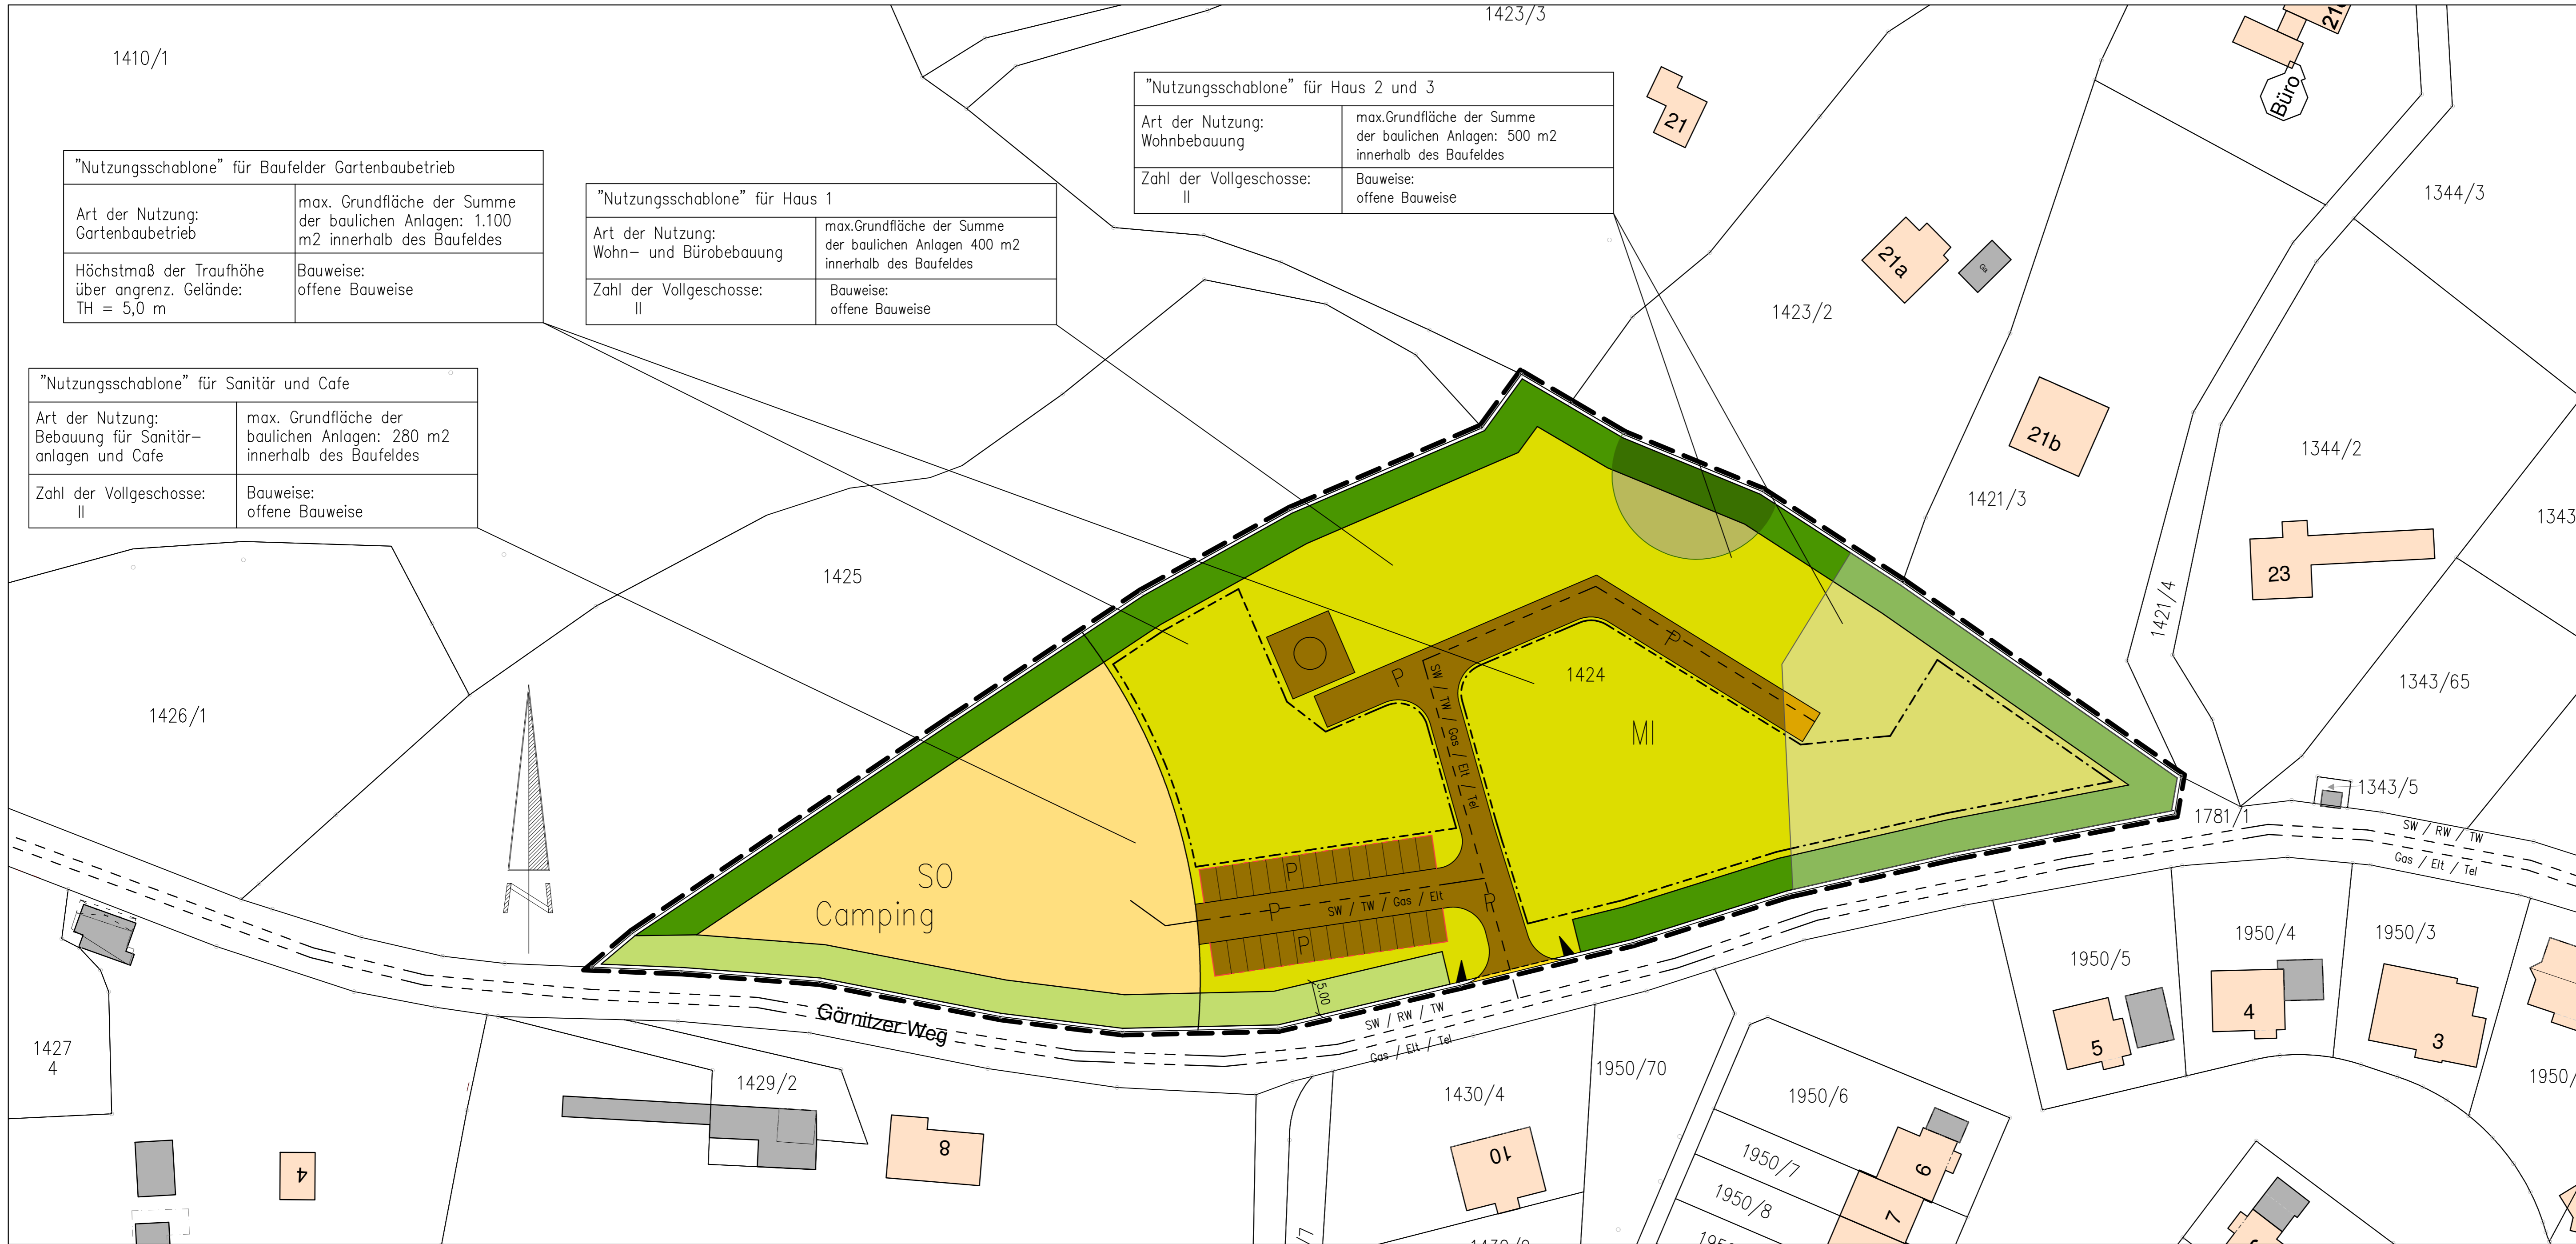 1423/3
1410/1
21
Büro
"Nutzungsschablone" für Haus 2 und 3
Art der Nutzung:
Wohnbebauung
max.Grundfläche der Summe
der baulichen Anlagen: 500 m2
innerhalb des Baufeldes
Zahl der Vollgeschosse:
II
Bauweise:
offene Bauweise
"Nutzungsschablone" für Baufelder Gartenbaubetrieb
Art der Nutzung:
Gartenbaubetrieb
max. Grundfläche der Summe
der baulichen Anlagen: 1.100
m2 innerhalb des Baufeldes
Höchstmaß der Traufhöhe
über angrenz. Gelände:
TH = 5,0 m
Bauweise:
offene Bauweise
"Nutzungsschablone" für Haus 1
Art der Nutzung:
Wohn- und Bürobebauung
max.Grundfläche der Summe
der baulichen Anlagen 400 m2
innerhalb des Baufeldes
Zahl der Vollgeschosse:
II
Bauweise:
offene Bauweise
1344/3
21a
Ga
1423/2
"Nutzungsschablone" für Sanitär und Cafe
Art der Nutzung:
Bebauung für Sanitär-
anlagen und Cafe
max. Grundfläche der
baulichen Anlagen: 280 m2
innerhalb des Baufeldes
Zahl der Vollgeschosse:
II
Bauweise:
offene Bauweise
21b
1344/2
1421/3
1343
1425
23
1421/4
P
P
1424
SW / TW / Gas / Elt / Tel
1343/65
1426/1
MI
1343/5
1781/1
SW / RW / TW
Gas / Elt / Tel
SO
Camping
P
P
SW / TW / Gas / Elt
P
P
N
5.00
Görnitzer Weg
SW / RW / TW
Gas / Elt / Tel
1950/5
1950/4
1950/3
5
4
3
1427
4
1429/2
1430/4
1950/70
1950/6
1950/
8
4
10
1950/7
6
1950/8
7